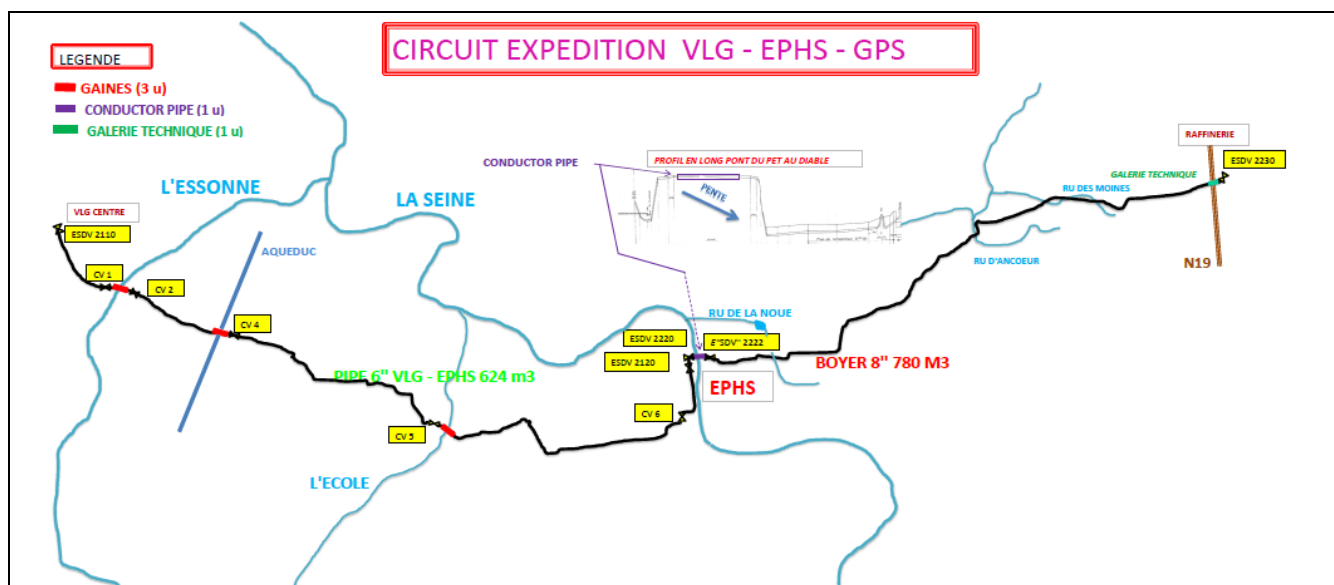 CIRCUIT EXPEDITION VLG - EPHS - GPS
LEGENDE
GAINES (3 u)
CONDUCTOR PIPE (1 u)
GALERIE TECHNIQUE (1 u)
RAFFINERIE
CONDUCTOR PIPE
PROFIL EN LONG PONT DU PET AU DIABLE
ESDV 2230
GALERIE TECHNIQUE
L'ESSONNE
PENTE
RU DES MOINES
LA SEINE
VLG CENTRE
ESDV 2110
AQUEDUC
RU D'ANCOEUR
N19
CV 1
CV 2
RU DE LA NOUE
CV 4
ESDV 2220
E"SDV" 2222
ESDV 2120
BOYER 8" 780 M3
PIPE 6" VLG - EPHS 624 m3
EPHS
CV 6
CV 5
L'ECOLE